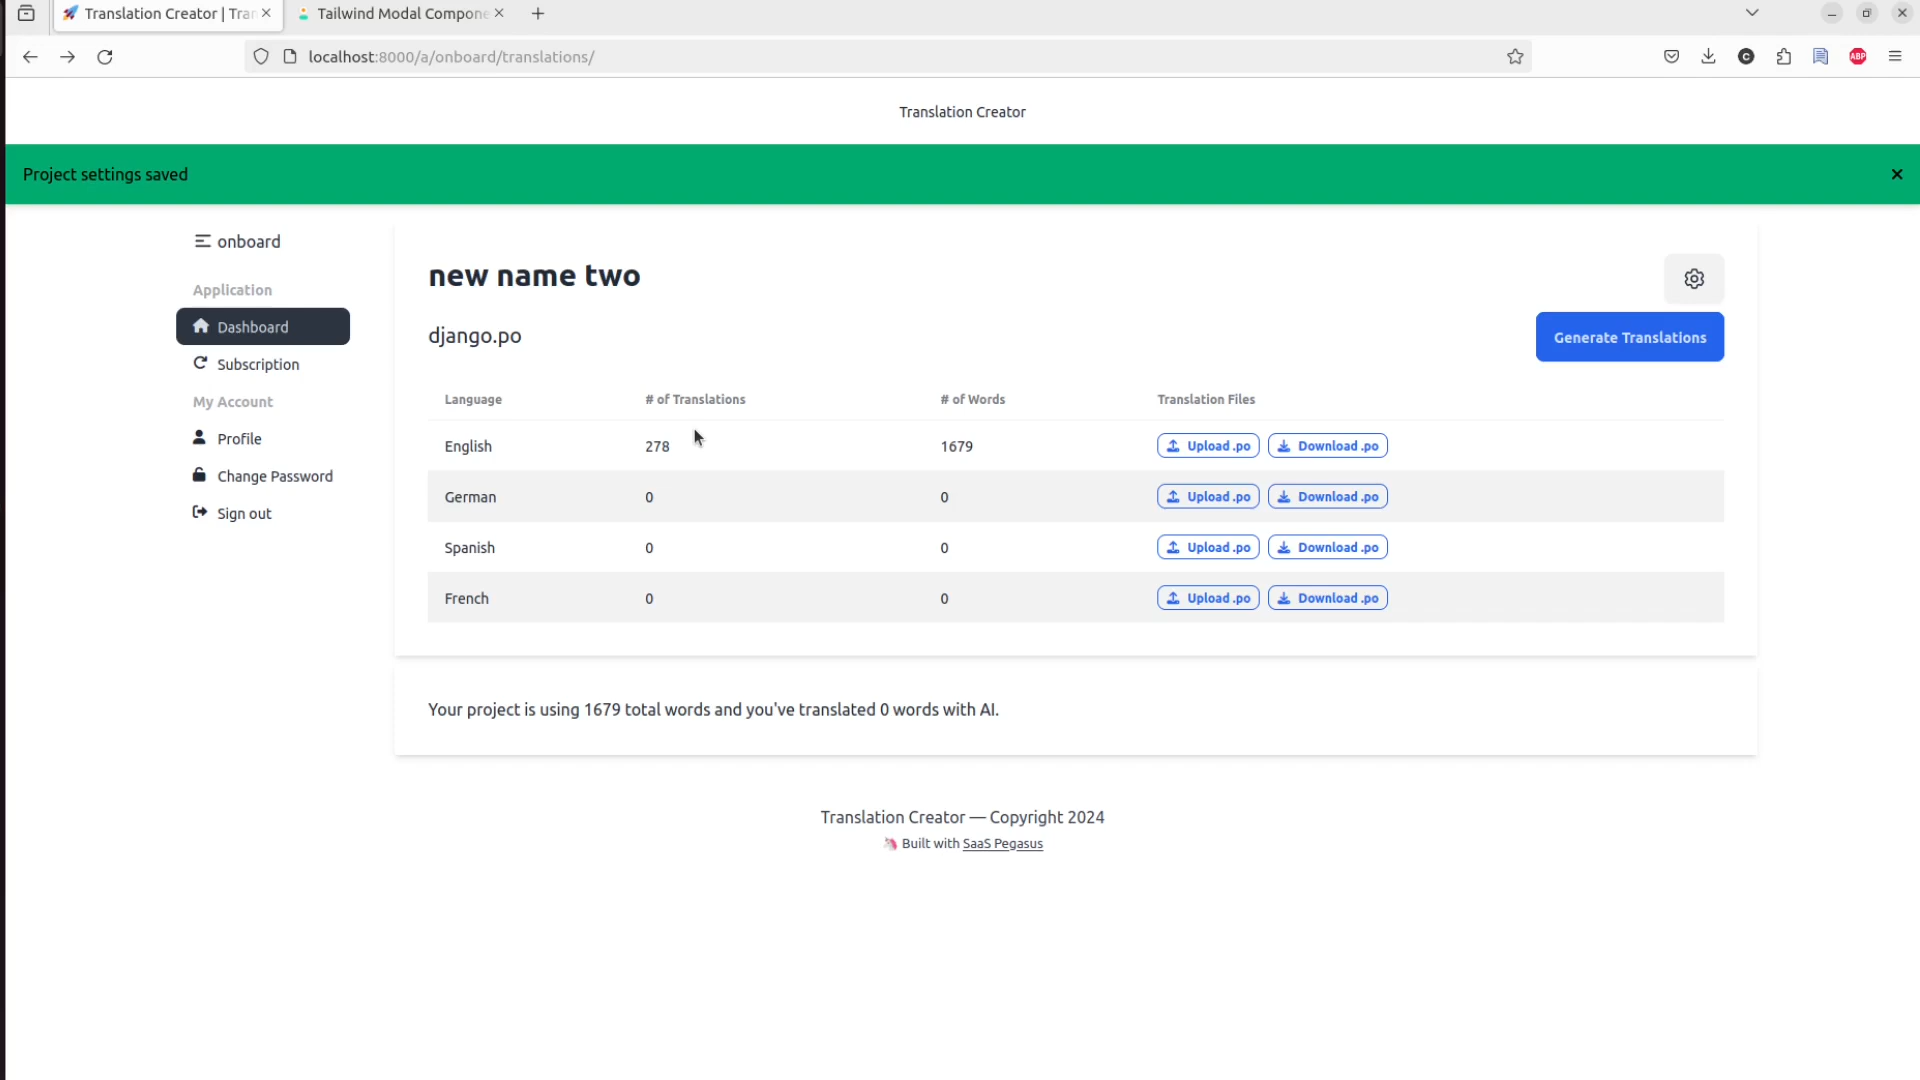 Translation Creator | Tran
Tailwind Modal Compone
localhost:8000/a/onboard/translations/
ABP
Translation Creator
Project settings saved
onboard
Application
Dashboard
Subscription
My Account
Profile
Change Password
Sign out
new name two
django.po
Generate Translations
Language # of Translations # of Words Translation Files
English 278 1679 Upload .po Download .po
German 0 0 Upload .po Download .po
Spanish 0 0 Upload .po Download .po
French 0 0 Upload .po Download .po
Your project is using 1679 total words and you've translated 0 words with AI.
Translation Creator — Copyright 2024
Built with SaaS Pegasus